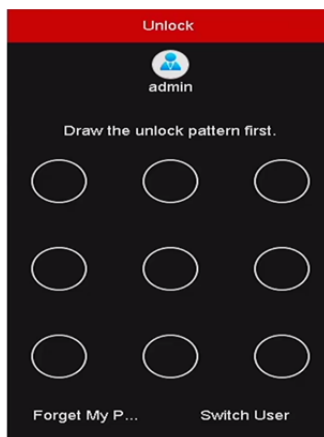 Unlock
admin
Draw the unlock pattern first.
Forget My P... Switch User